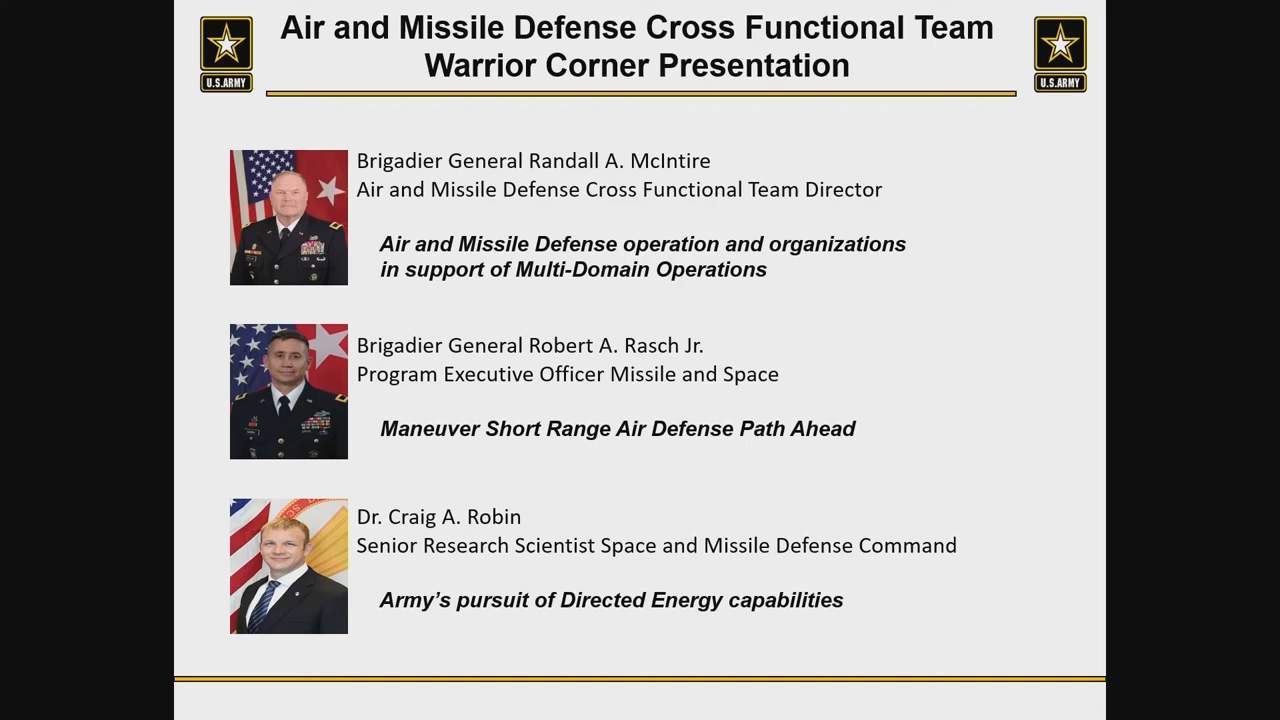 Air and Missile Defense Cross Functional Team
Warrior Corner Presentation
U.S.ARMY
U.S.ARMY
Brigadier General Randall A. McIntire
Air and Missile Defense Cross Functional Team Director
Air and Missile Defense operation and organizations
in support of Multi-Domain Operations
Brigadier General Robert A. Rasch Jr.
Program Executive Officer Missile and Space
Maneuver Short Range Air Defense Path Ahead
Dr. Craig A. Robin
Senior Research Scientist Space and Missile Defense Command
Army’s pursuit of Directed Energy capabilities